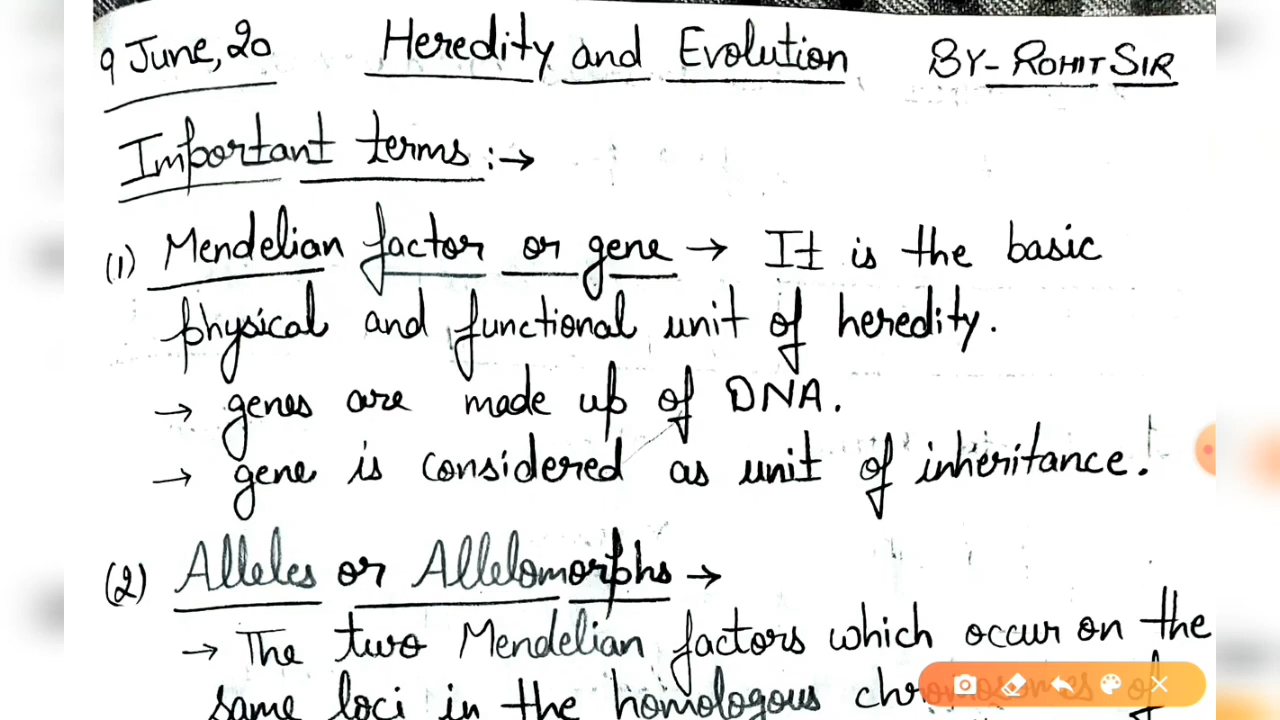 9 June, 20 Heredity and Evolution BY- ROHIT SIR
Important terms :→
(1) Mendelian factor or gene → It is the basic
physical and functional unit of heredity.
→ genes are made up of DNA.
→ gene is considered as unit of inheritance.
(2) Alleles or Allelomorphs →
→ The two Mendelian factors which occur on the
same loci in the homologous chromosomes of